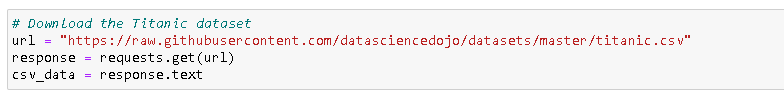 # Download the Titanic dataset
url = "https://raw.githubusercontent.com/datasciencedojo/datasets/master/titanic.csv"
response = requests.get(url)
csv_data = response.text